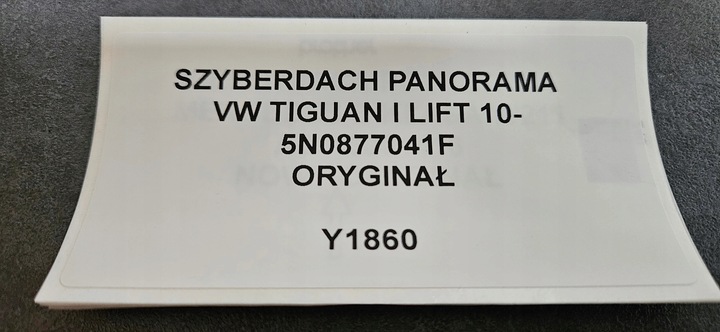 SZYBERDACH PANORAMA
VW TIGUAN I LIFT 10-
5N0877041F
ORYGINAŁ
Y1860